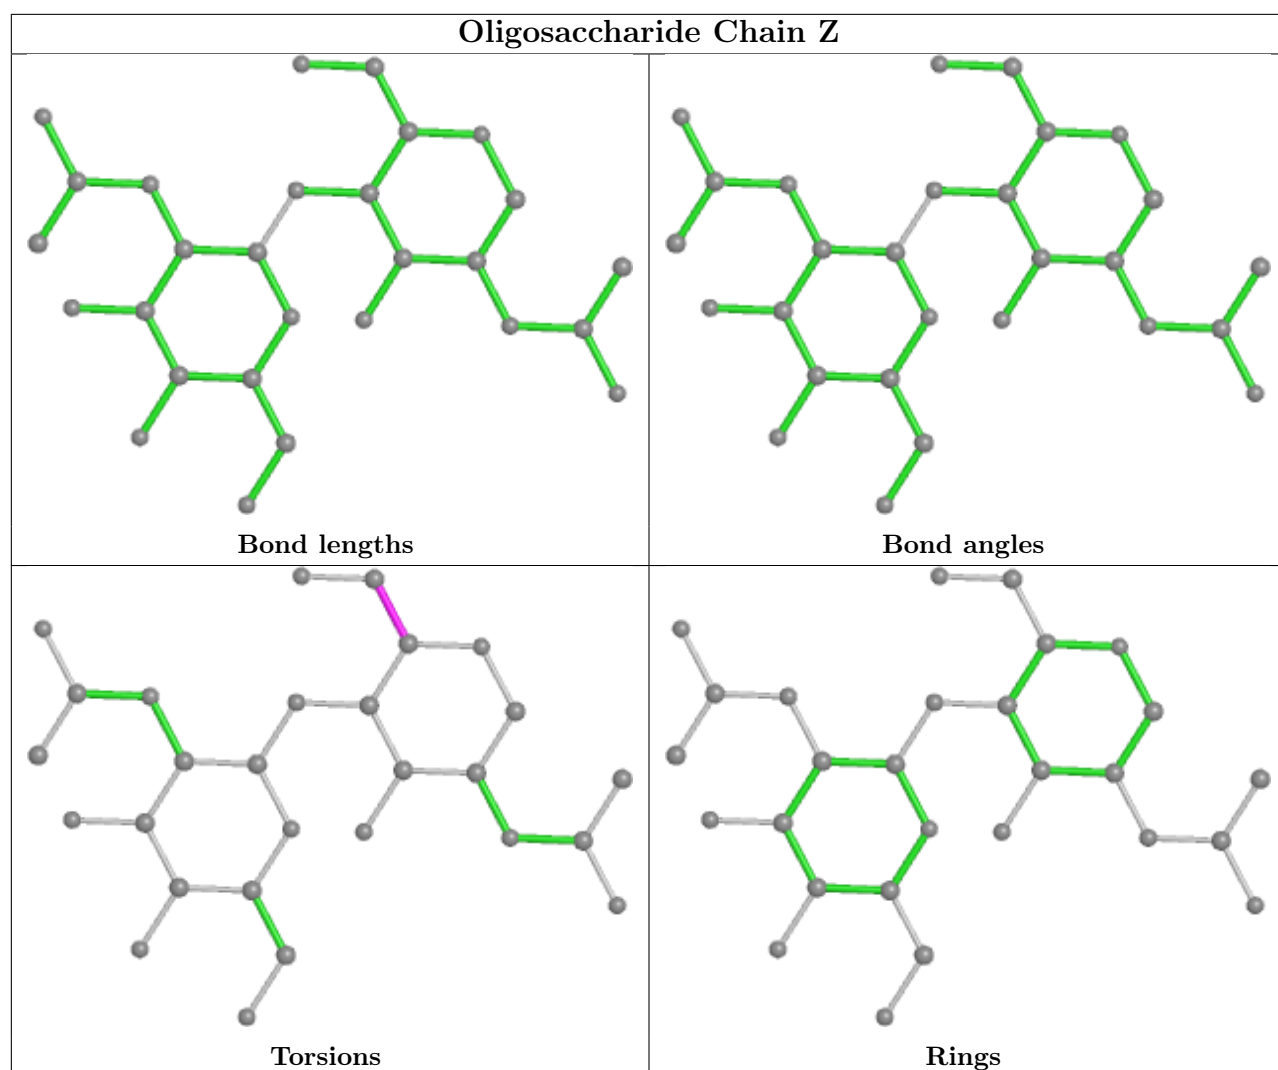 Oligosaccharide Chain Z
Bond lengths
Bond angles
Torsions
Rings